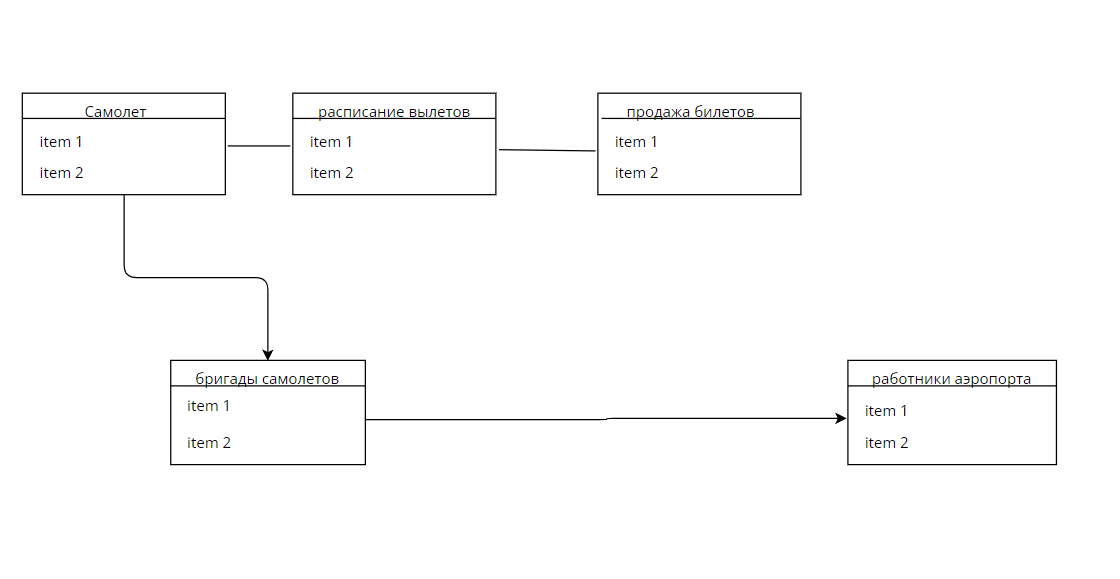 Самолет
item 1
item 2
расписание вылетов
item 1
item 2
продажа билетов
item 1
item 2
бригады самолетов
item 1
item 2
работники аэропорта
item 1
item 2